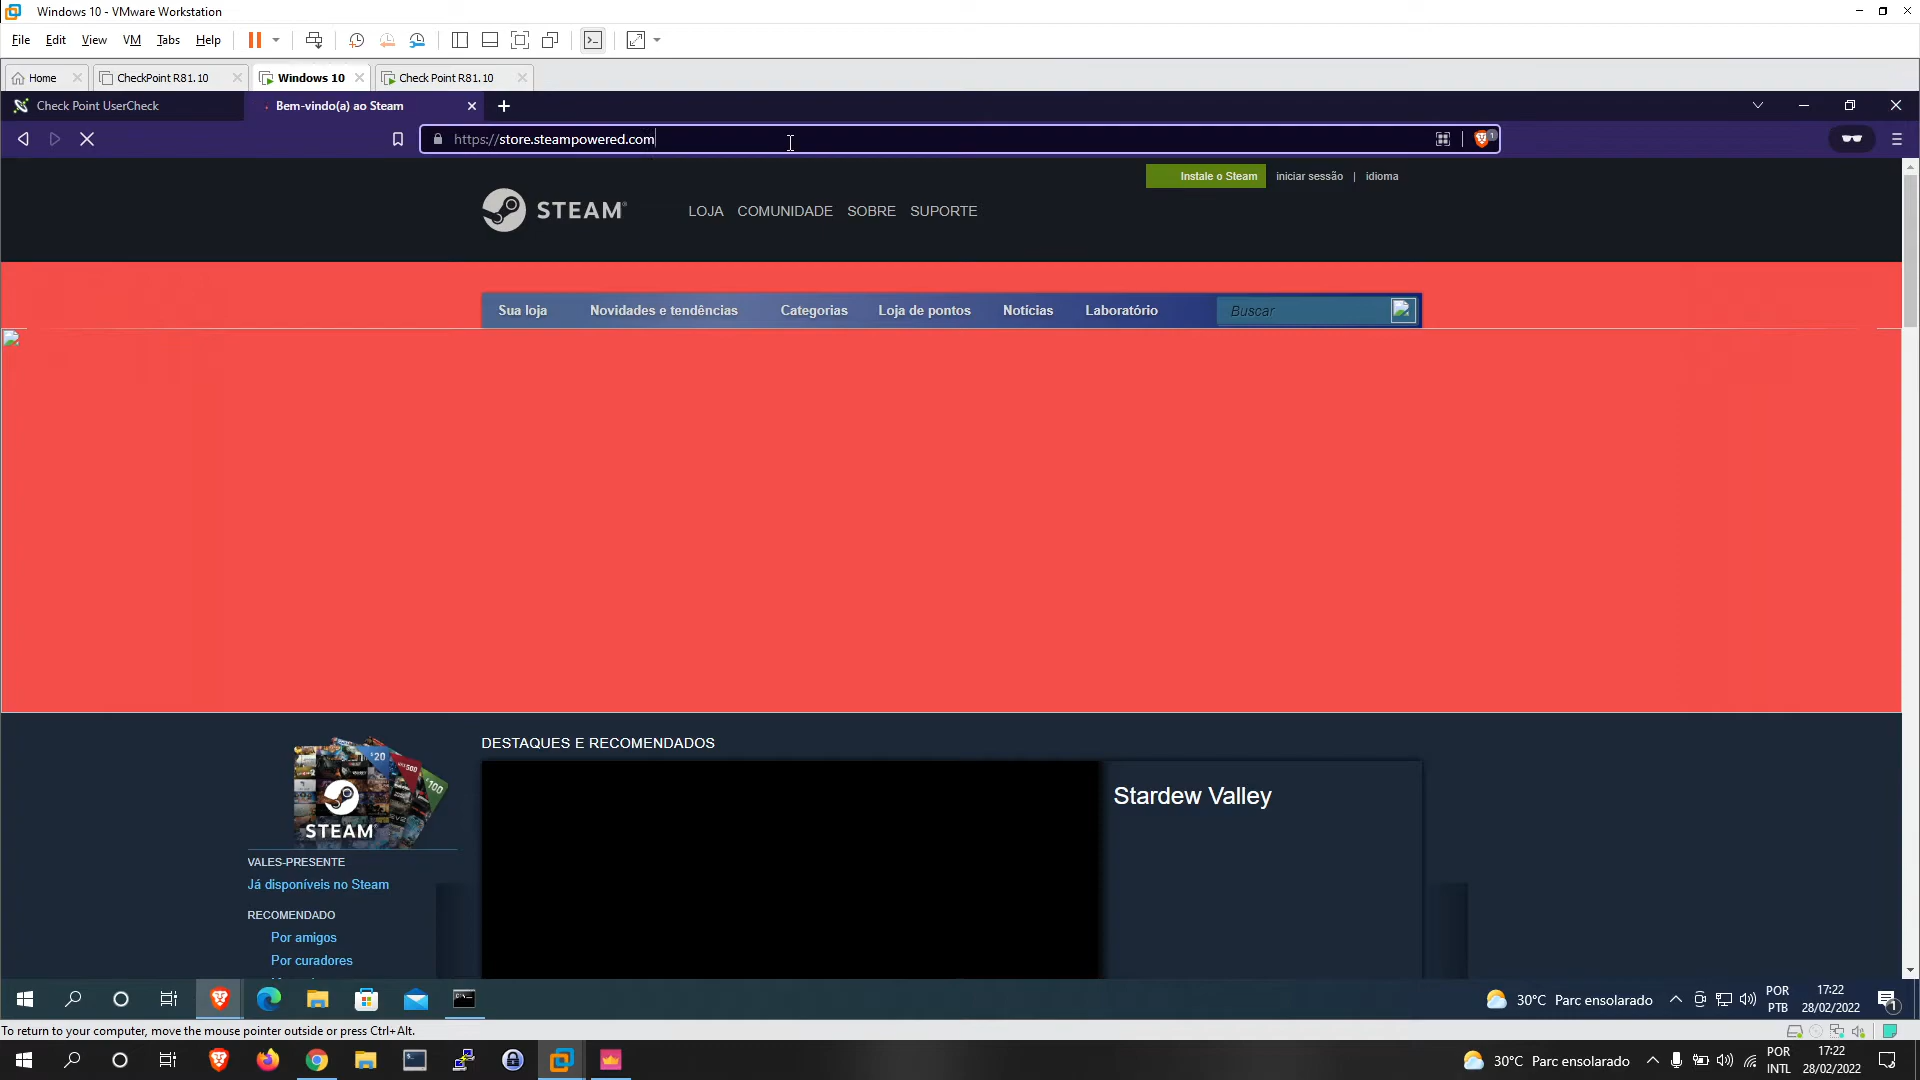 Windows 10 - VMware Workstation
File Edit View VM Tabs Help
Home CheckPoint R81.10 Windows 10 Check Point R81.10
Check Point UserCheck Bem-vindo(a) ao Steam
https://store.steampowered.com 1
Instale o Steam iniciar sessão | idioma
STEAM LOJA COMUNIDADE SOBRE SUPORTE
Sua loja Novidades e tendências Categorias Loja de pontos Notícias Laboratório Buscar
DESTAQUES E RECOMENDADOS
Stardew Valley
STEAM
VALES-PRESENTE
Já disponíveis no Steam
RECOMENDADO
Por amigos
Por curadores
30°C Parc ensolarado POR PTB 17:22 28/02/2022 1
To return to your computer, move the mouse pointer outside or press Ctrl+Alt.
30°C Parc ensolarado POR INTL 17:22 28/02/2022